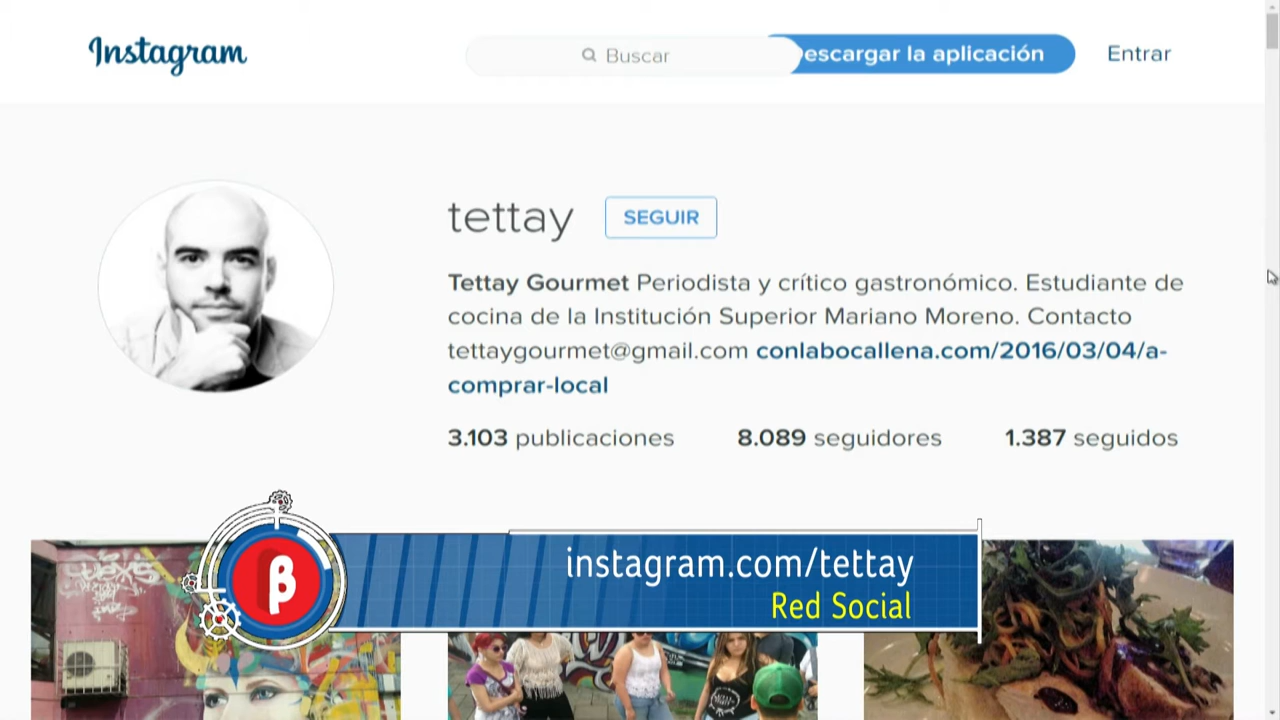 Instagram
Buscar
escargar la aplicación
Entrar
tettay
SEGUIR
Tettay Gourmet Periodista y crítico gastronómico. Estudiante de
cocina de la Institución Superior Mariano Moreno. Contacto
tettaygourmet@gmail.com conlabocallena.com/2016/03/04/a-
comprar-local
3.103 publicaciones
8.089 seguidores
1.387 seguidos
β
instagram.com/tettay
Red Social